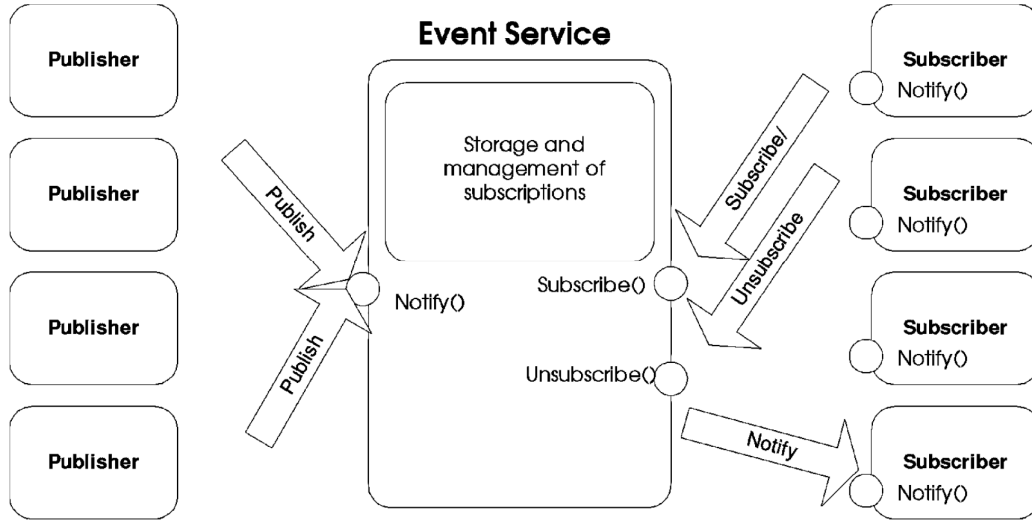 Event Service
Publisher
Publisher
Publisher
Publisher
Storage and
management of
subscriptions
Publish
Publish
Notify()
Subscribe()
Unsubscribe()
Subscribe/
Unsubscribe
Notify
Subscriber
Notify()
Subscriber
Notify()
Subscriber
Notify()
Subscriber
Notify()